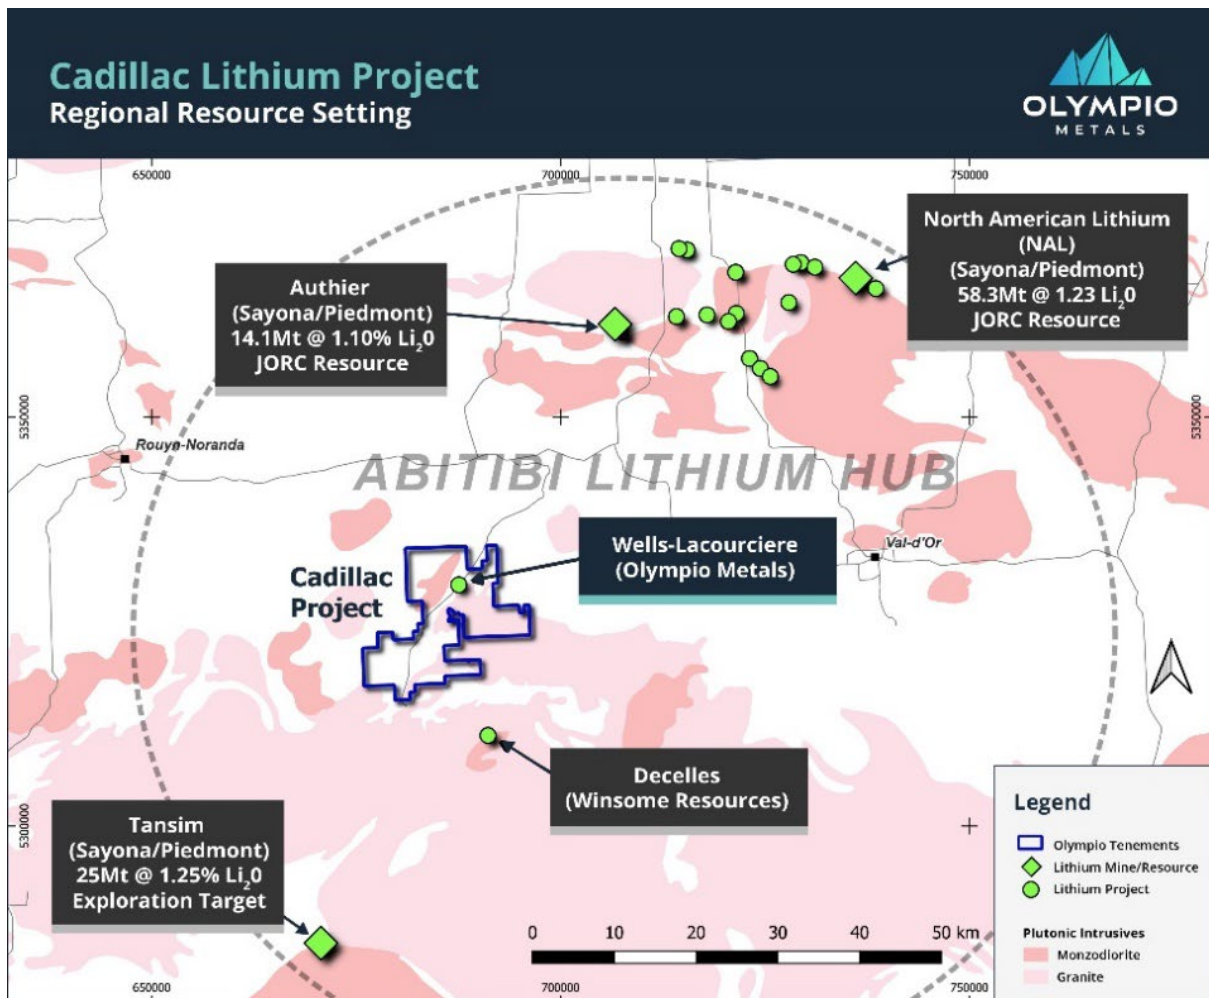 Cadillac Lithium Project
Regional Resource Setting
OLYMPIO
METALS
650000
700000
750000
North American Lithium
(NAL)
(Sayona/Piedmont)
58.3Mt @ 1.23 Li₂0
JORC Resource
Authier
(Sayona/Piedmont)
14.1Mt @ 1.10% Li₂0
JORC Resource
5350000
5350000
Rouyn-Noranda
ABITIBI LITHIUM HUB
Wells-Lacourciere
(Olympio Metals)
Val-d'Or
Cadillac
Project
Decelles
(Winsome Resources)
5300000
Tansim
(Sayona/Piedmont)
25Mt @ 1.25% Li₂0
Exploration Target
Legend
Olympio Tenements
Lithium Mine/Resource
Lithium Project
Plutonic Intrusives
Monzodiorite
Granite
0 10 20 30 40 50 km
650000
700000
750000